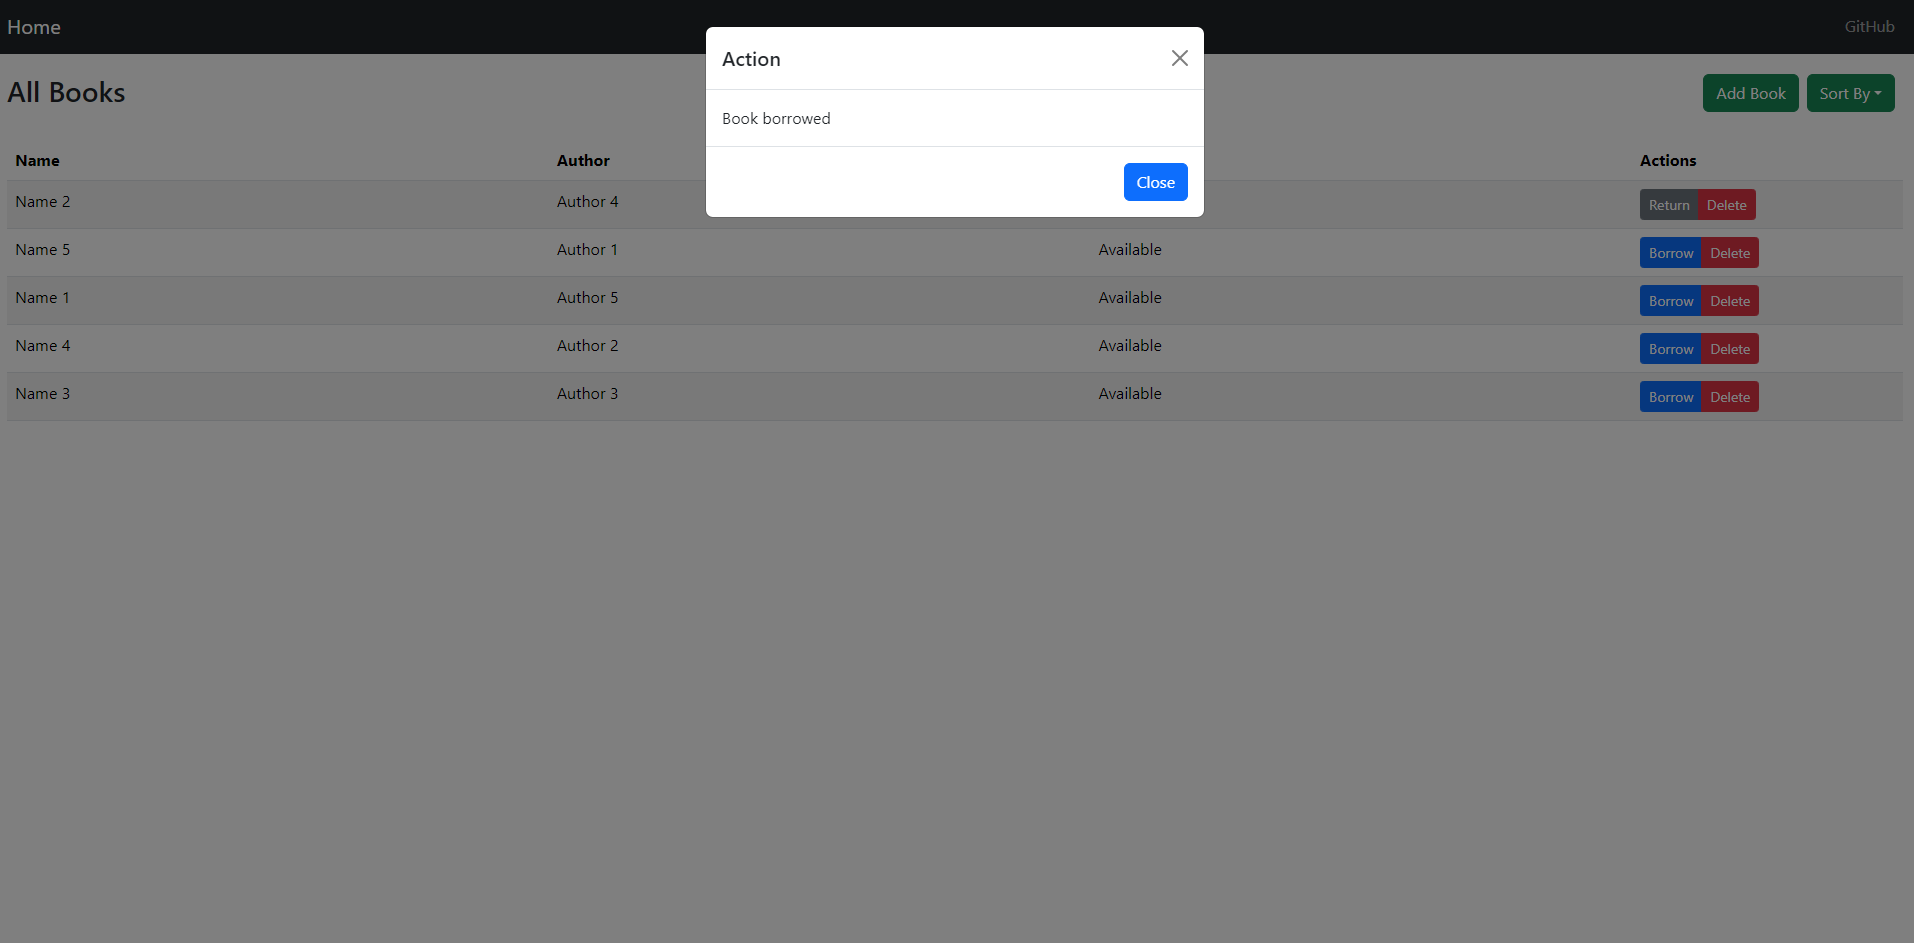 Home GitHub
Action
All Books Add Book Sort By
Book borrowed
Name Author Actions
Close
Name 2 Author 4 Return Delete
Name 5 Author 1 Available Borrow Delete
Name 1 Author 5 Available Borrow Delete
Name 4 Author 2 Available Borrow Delete
Name 3 Author 3 Available Borrow Delete